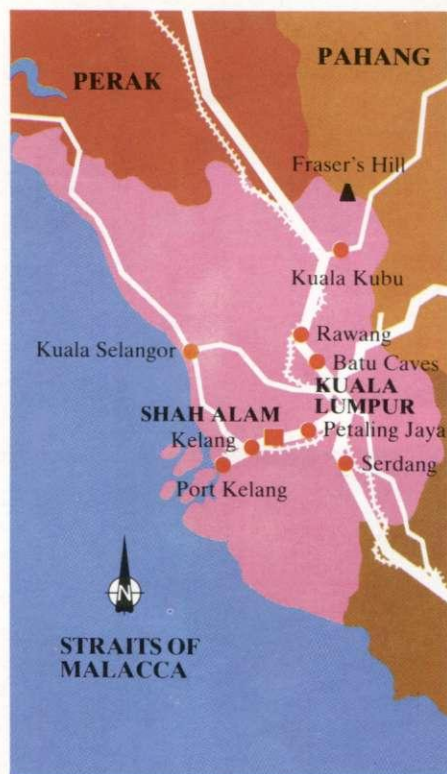 PERAK
PAHANG
Fraser's Hill
Kuala Kubu
Rawang
Kuala Selangor
Batu Caves
KUALA
LUMPUR
SHAH ALAM
Petaling Jaya
Kelang
Serdang
Port Kelang
N
STRAITS OF
MALACCA